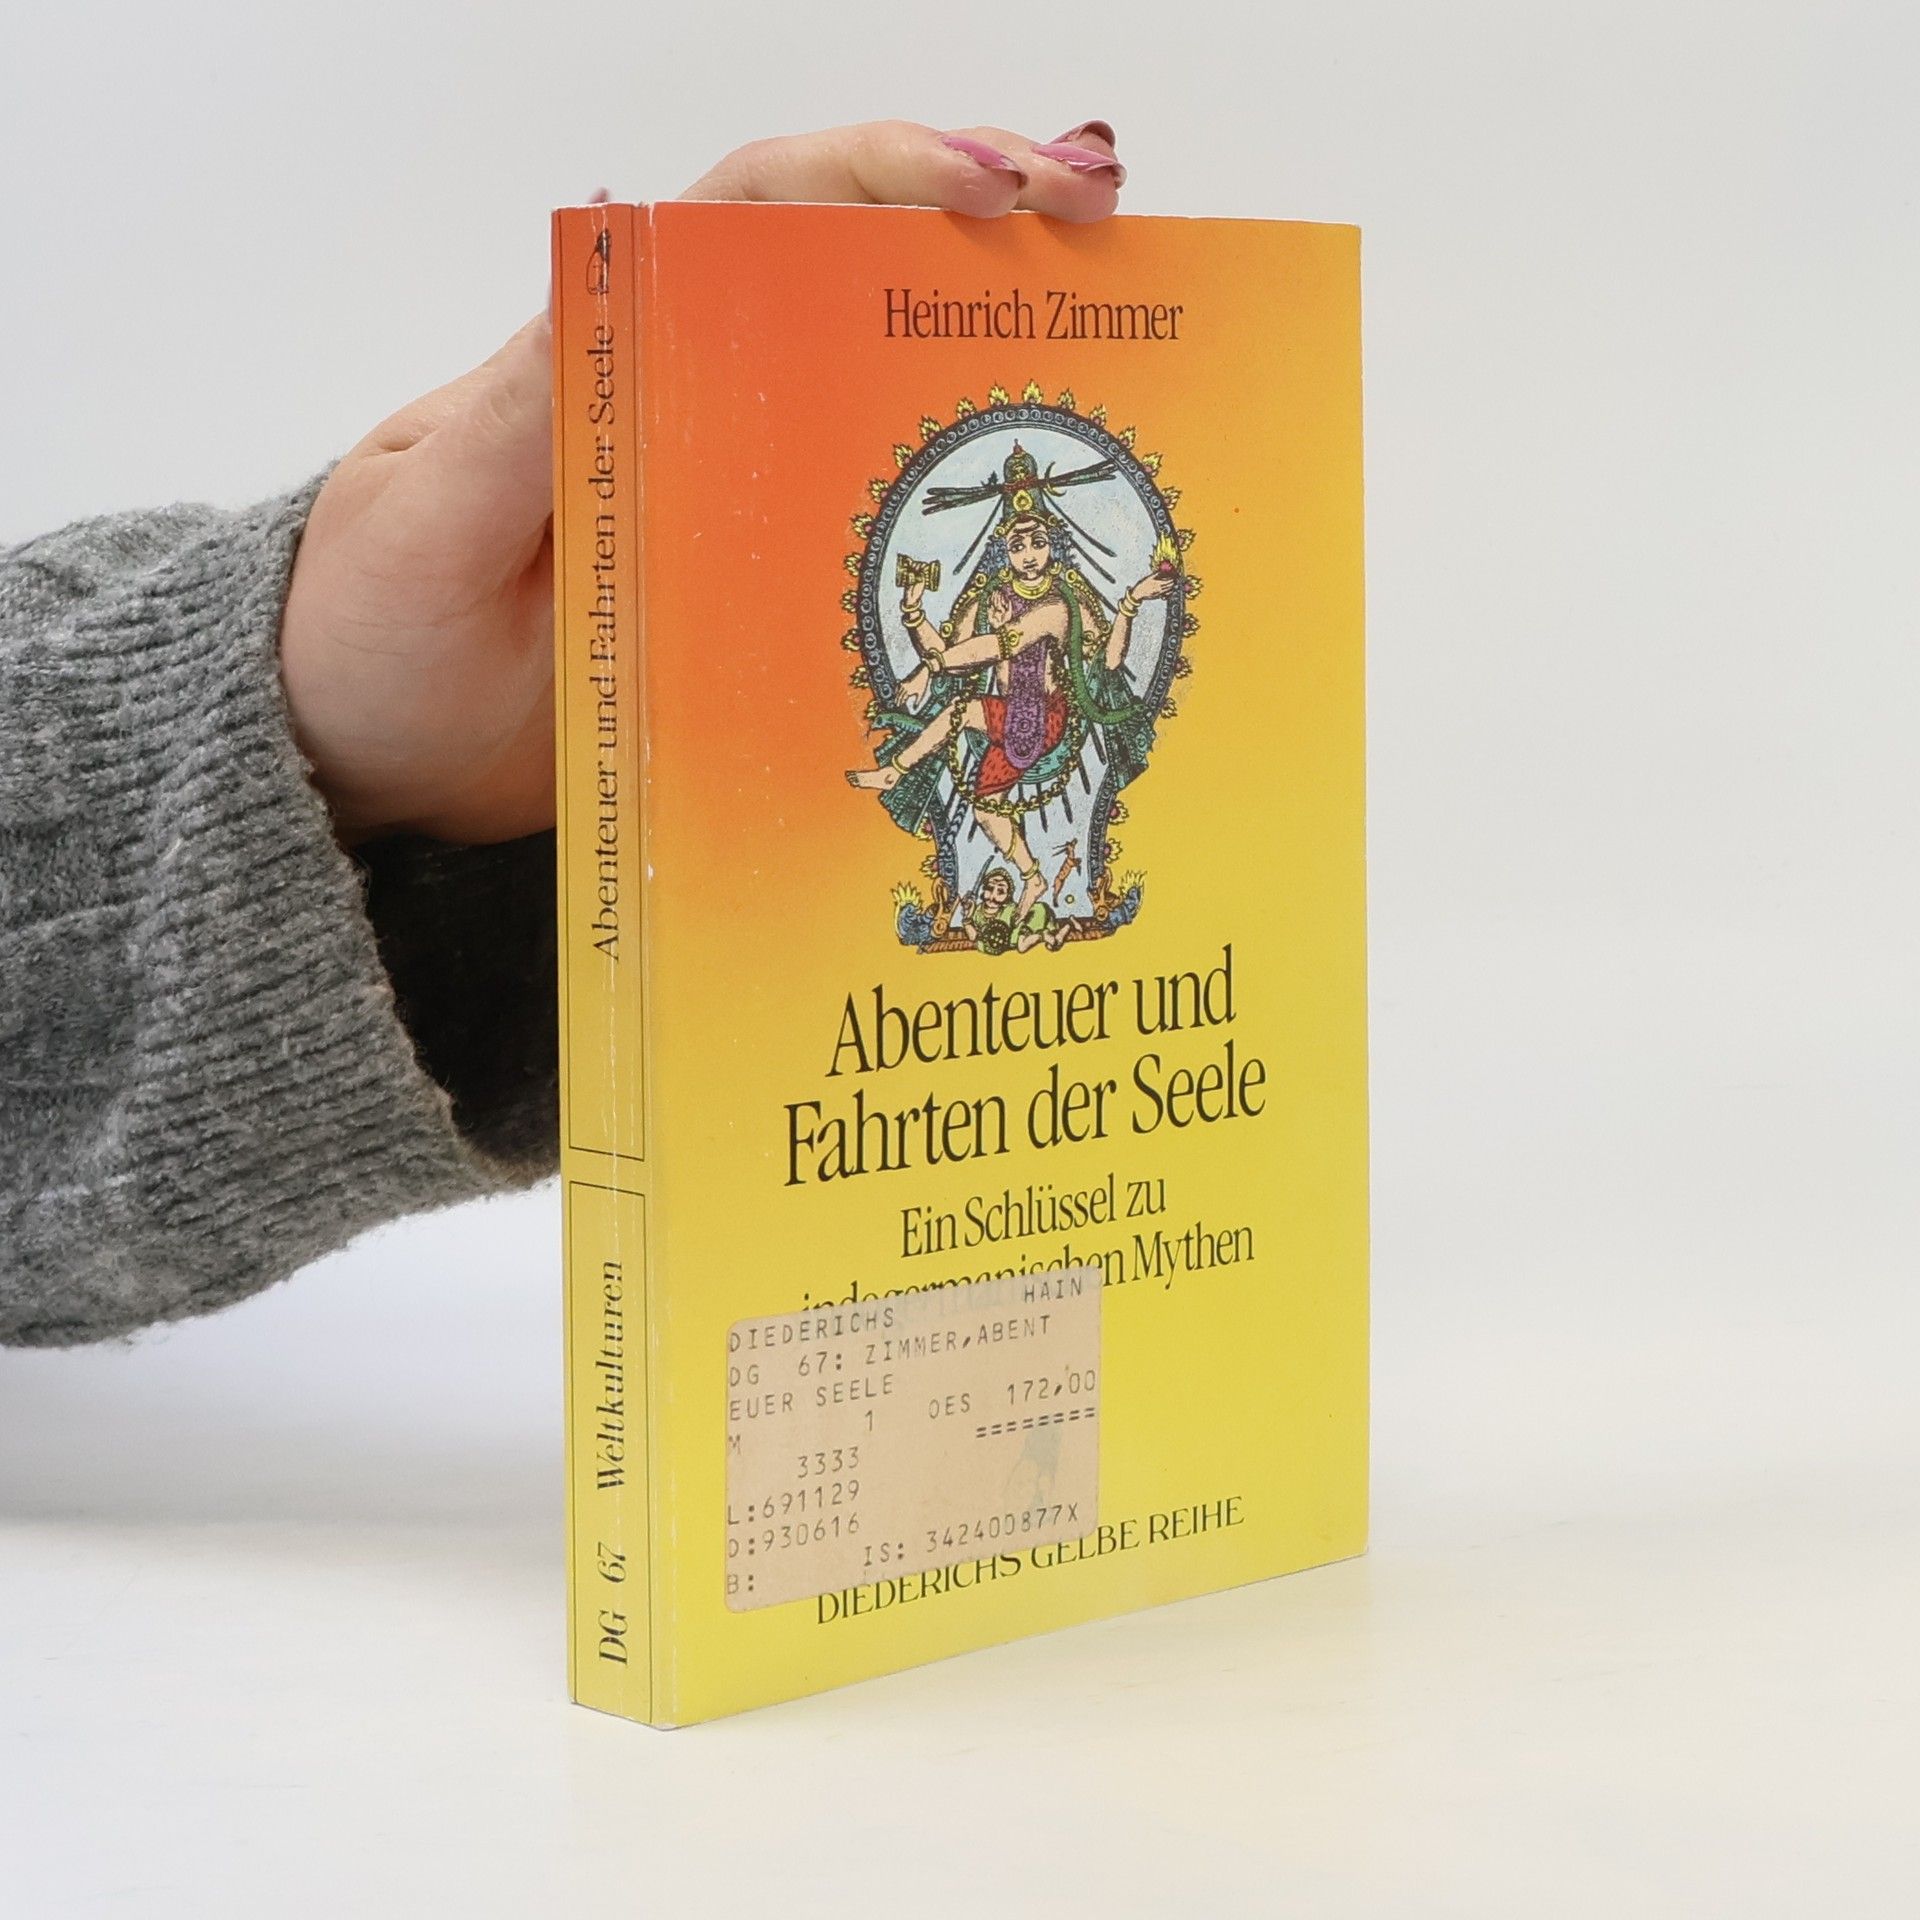 Heinrich Zimmer
Abenteuer und
Fahrten der Seele
Ein Schlüssel zu
indogermanischen Mythen
DIEDERICHS HAIN
DG 67: ZIMMER,ABENT
EUER SEELE
1 OES 172,00
M ========
3333
L:691129
D:930616
IS: 342400877X
B:
DIEDERICHS GELBE REIHE
Abenteuer und Fahrten der Seele
DG 67 Weltkulturen